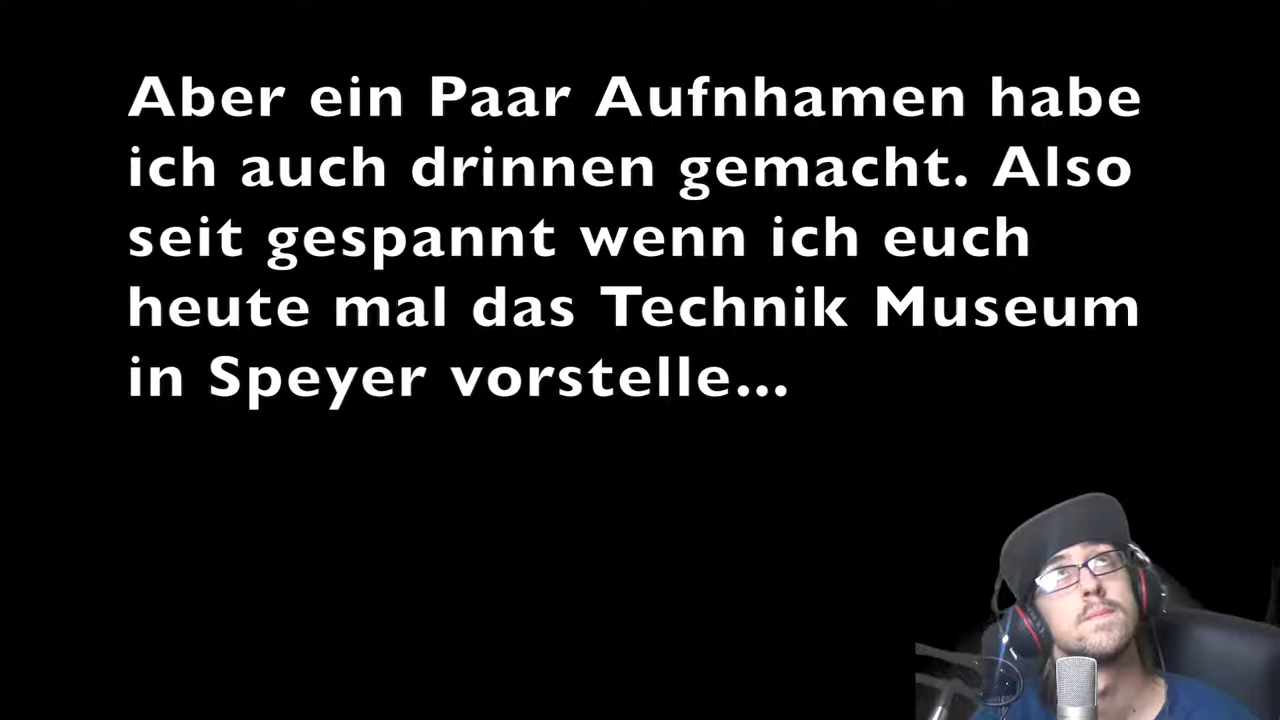 Aber ein Paar Aufnhamen habe
ich auch drinnen gemacht. Also
seit gespannt wenn ich euch
heute mal das Technik Museum
in Speyer vorstelle...